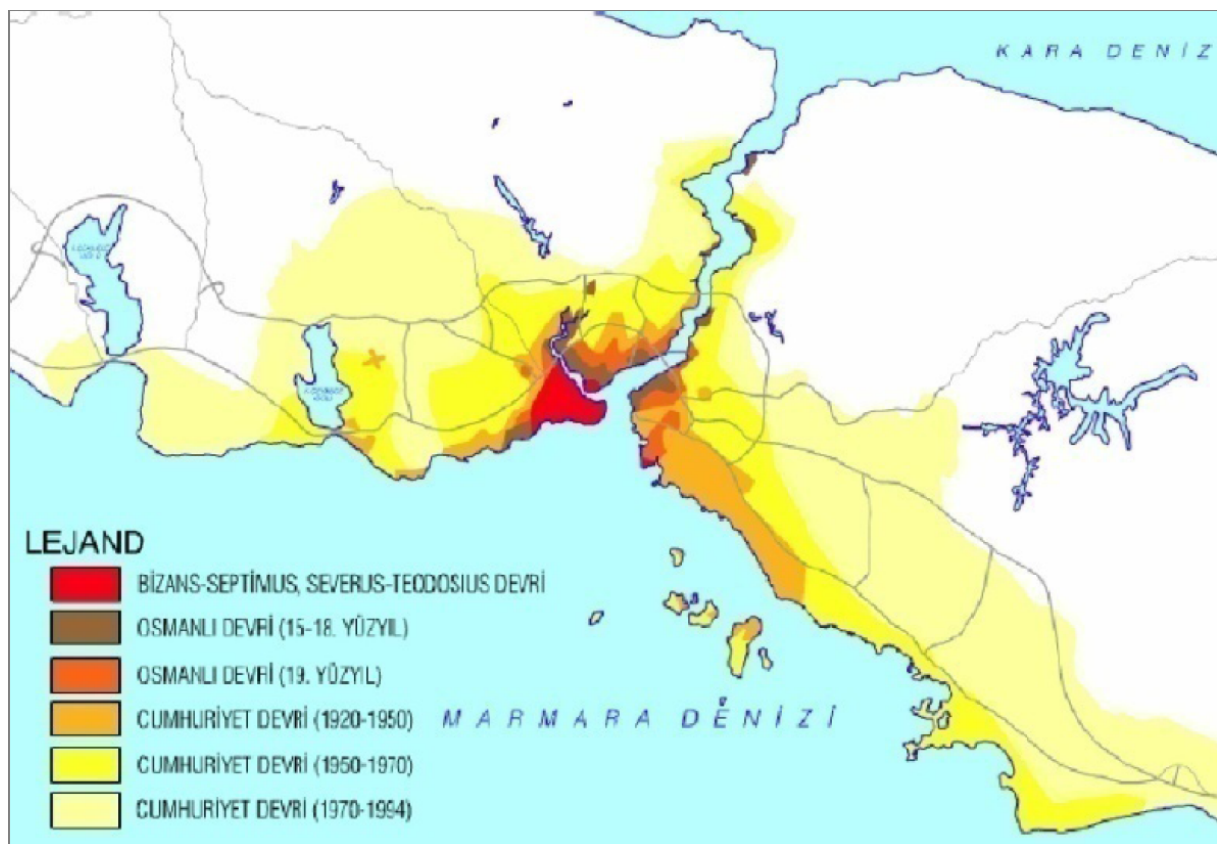 KARA DENİZ
LEJAND
BİZANS-SEPTİMUS, SEVERUS-TEODOSIUS DEVRİ
OSMANLI DEVRİ (15-18. YÜZYIL)
OSMANLI DEVRİ (19. YÜZYIL)
CUMHURİYET DEVRİ (1920-1950)
MARMARA DENİZİ
CUMHURİYET DEVRİ (1950-1970)
CUMHURİYET DEVRİ (1970-1994)